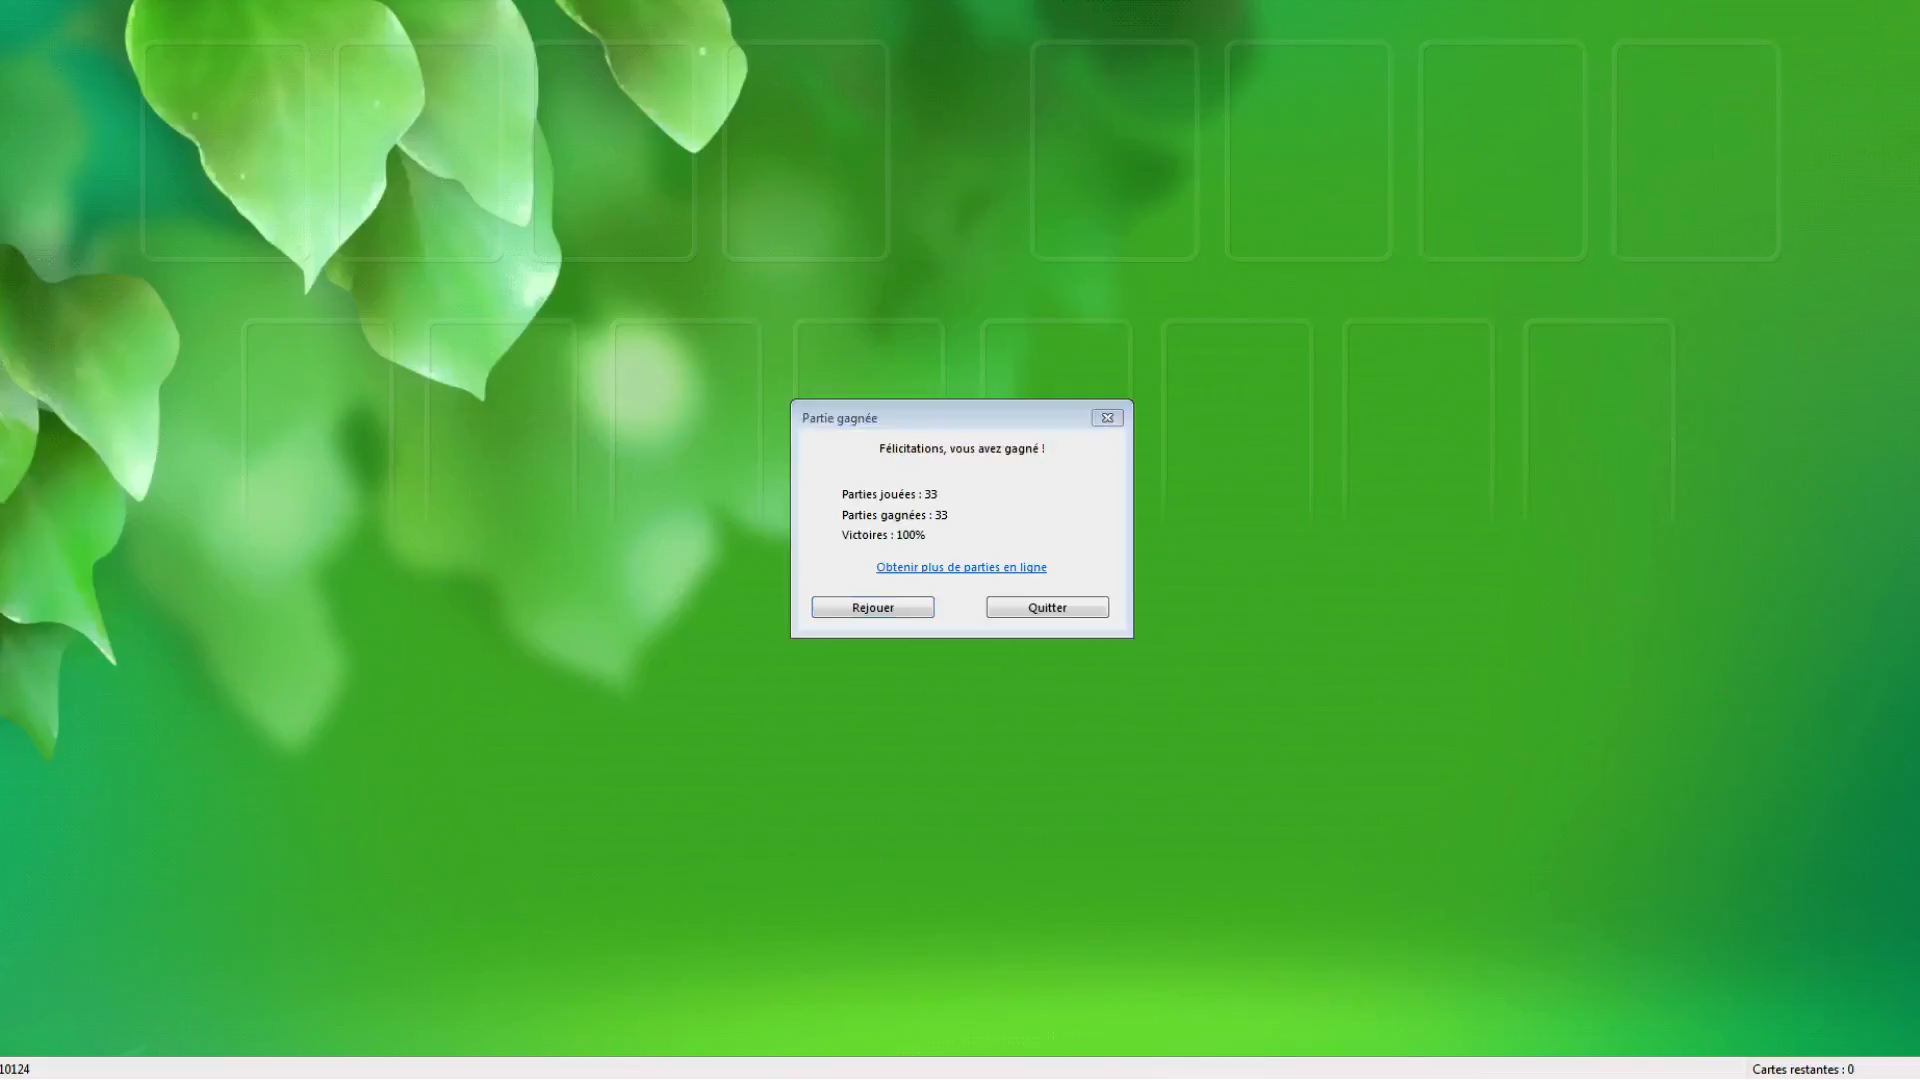 Partie gagnée
Félicitations, vous avez gagné !
Parties jouées : 33
Parties gagnées : 33
Victoires : 100%
Obtenir plus de parties en ligne
Rejouer
Quitter
10124
Cartes restantes : 0